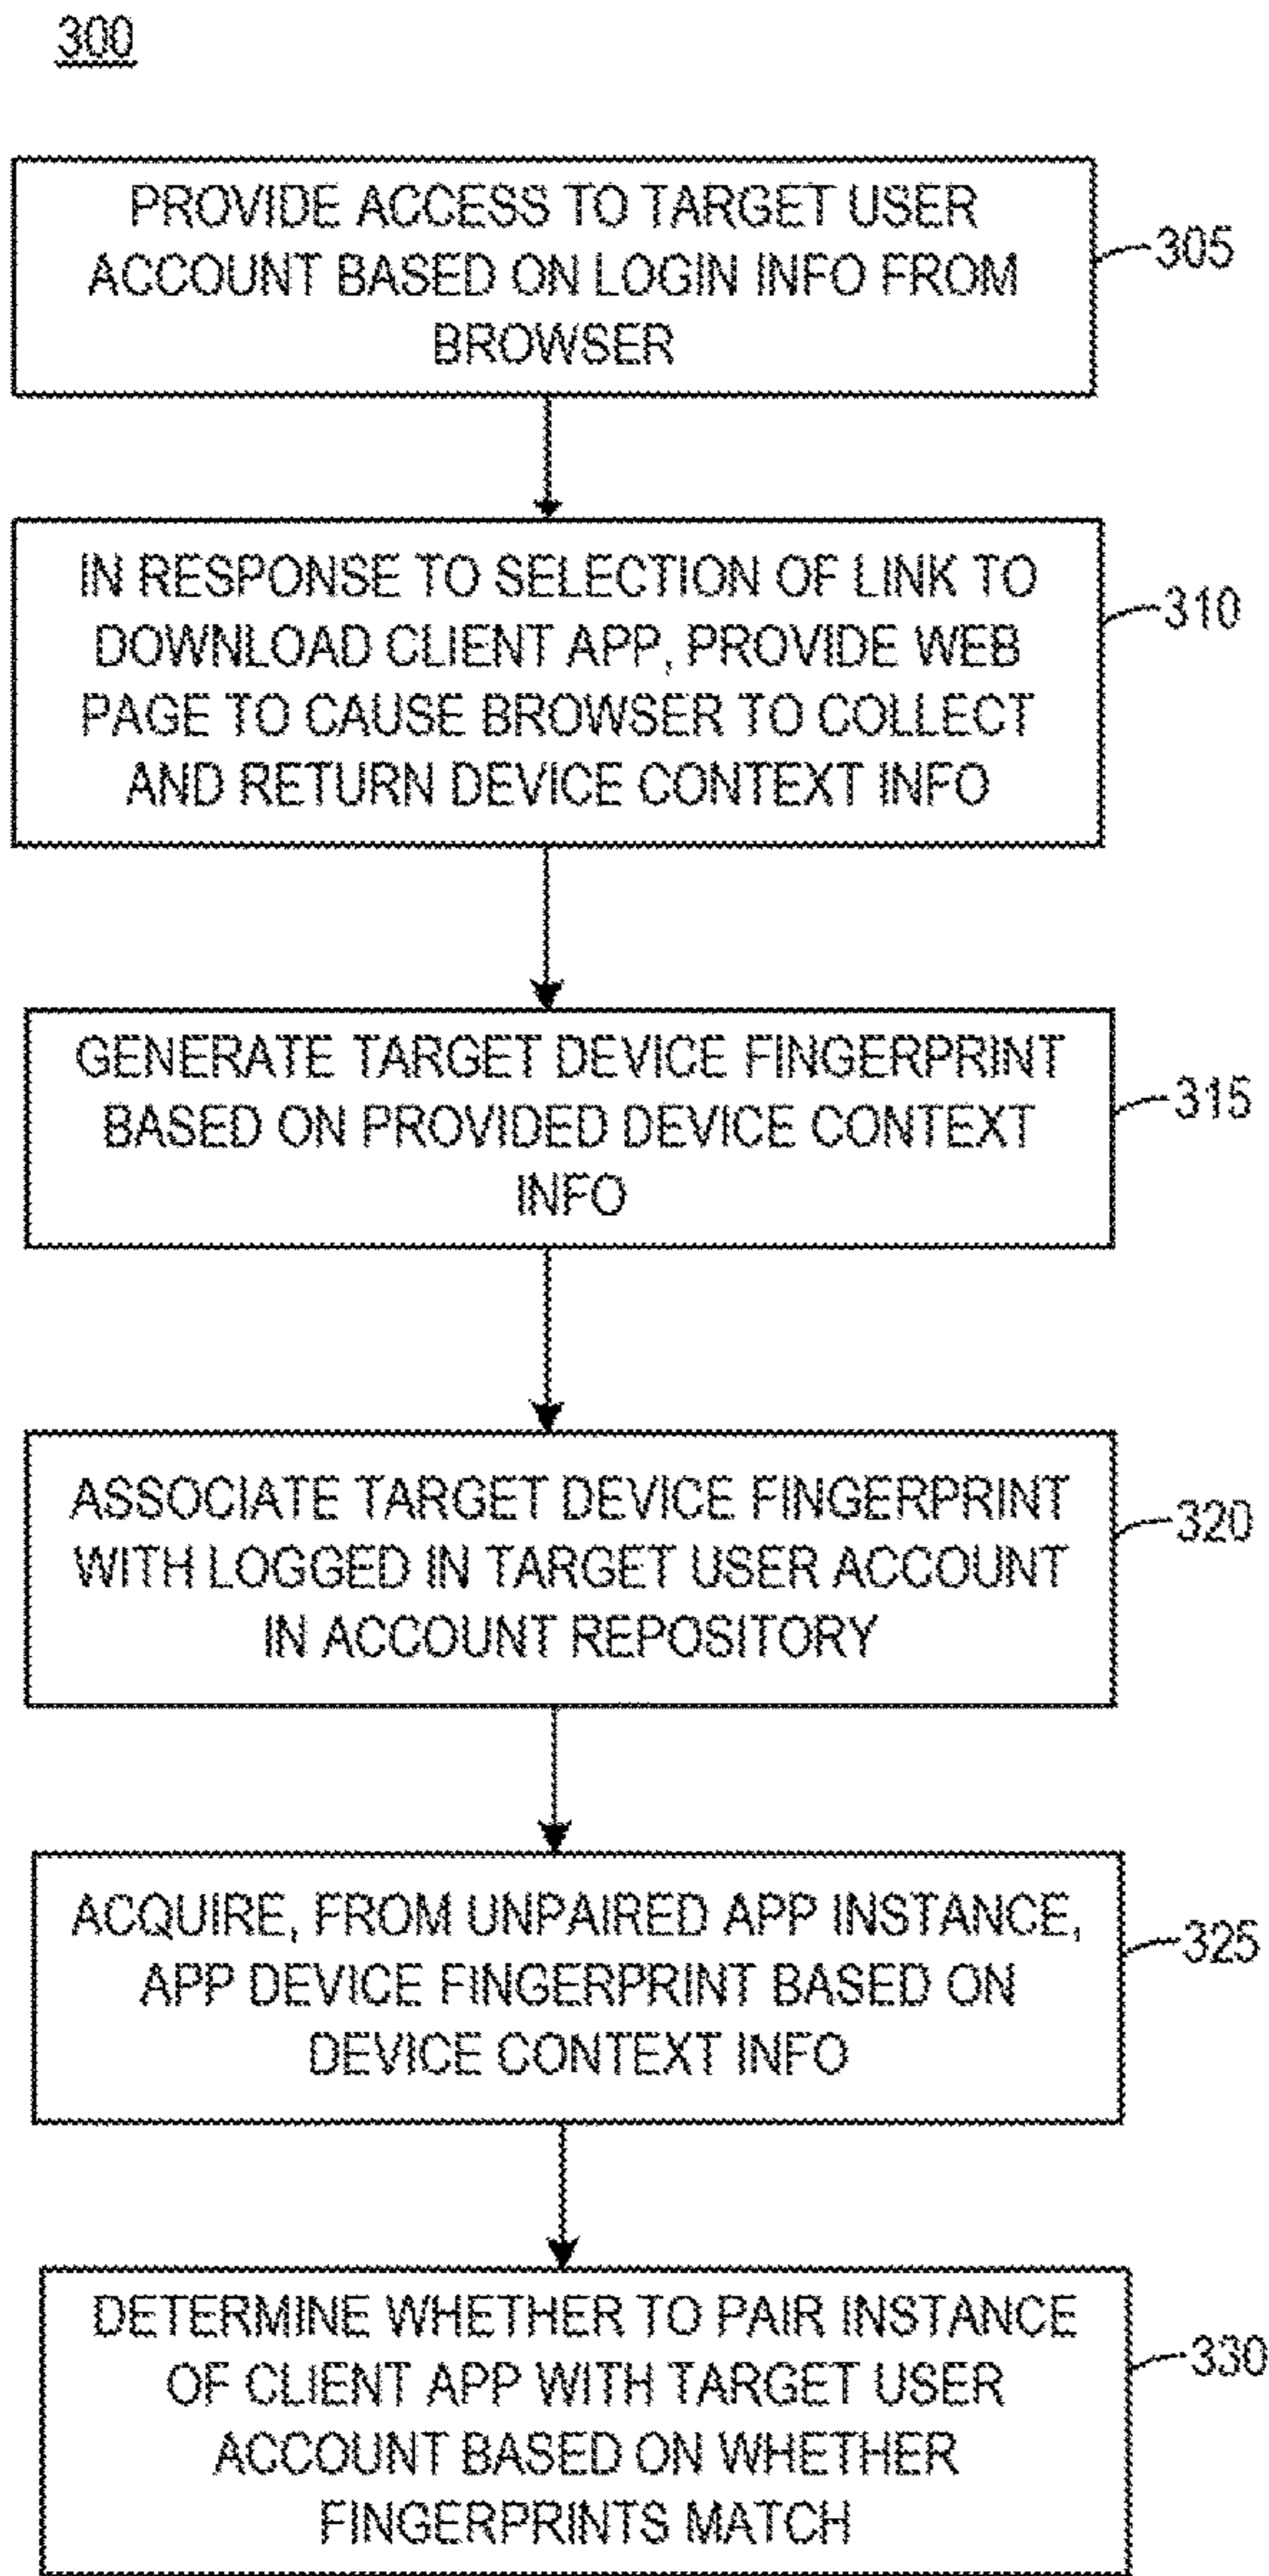 300
PROVIDE ACCESS TO TARGET USER
ACCOUNT BASED ON LOGIN INFO FROM
BROWSER
305
IN RESPONSE TO SELECTION OF LINK TO
DOWNLOAD CLIENT APP, PROVIDE WEB
PAGE TO CAUSE BROWSER TO COLLECT
AND RETURN DEVICE CONTEXT INFO
310
GENERATE TARGET DEVICE FINGERPRINT
BASED ON PROVIDED DEVICE CONTEXT
INFO
315
ASSOCIATE TARGET DEVICE FINGERPRINT
WITH LOGGED IN TARGET USER ACCOUNT
IN ACCOUNT REPOSITORY
320
ACQUIRE, FROM UNPAIRED APP INSTANCE,
APP DEVICE FINGERPRINT BASED ON
DEVICE CONTEXT INFO
325
DETERMINE WHETHER TO PAIR INSTANCE
OF CLIENT APP WITH TARGET USER
ACCOUNT BASED ON WHETHER
FINGERPRINTS MATCH
330